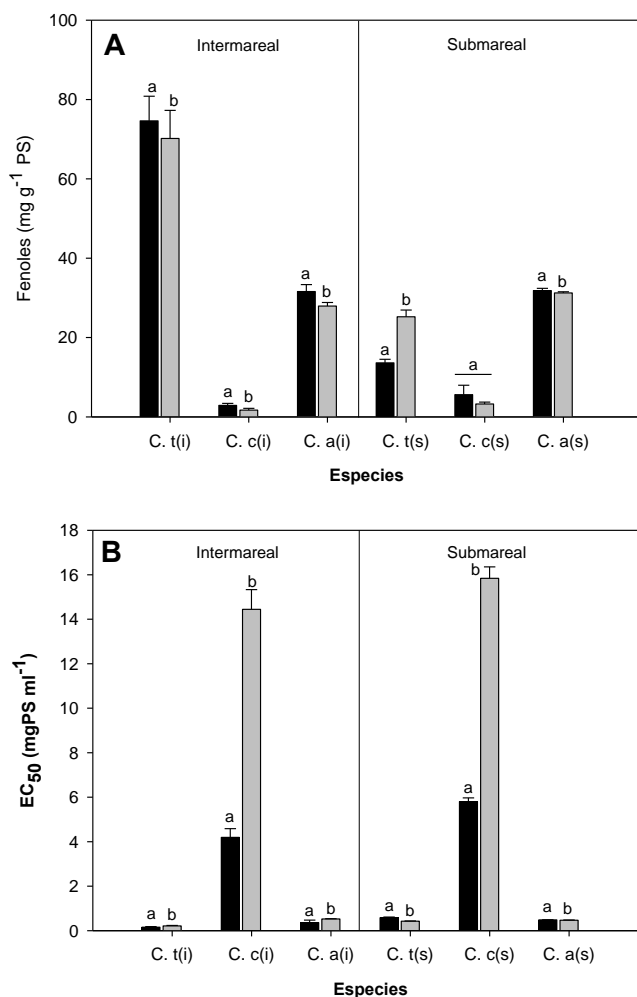 A
Intermareal
Submareal
Fenoles (mg g⁻¹ PS)
100
80
60
40
20
0
a b
a b
a b
a b
a
a b
C. t(i) C. c(i) C. a(i) C. t(s) C. c(s) C. a(s)
Especies
B
Intermareal
Submareal
EC₅₀ (mgPS ml⁻¹)
18
16
14
12
10
8
6
4
2
0
a b
a b
a b
a b
a b
a b
C. t(i) C. c(i) C. a(i) C. t(s) C. c(s) C. a(s)
Especies